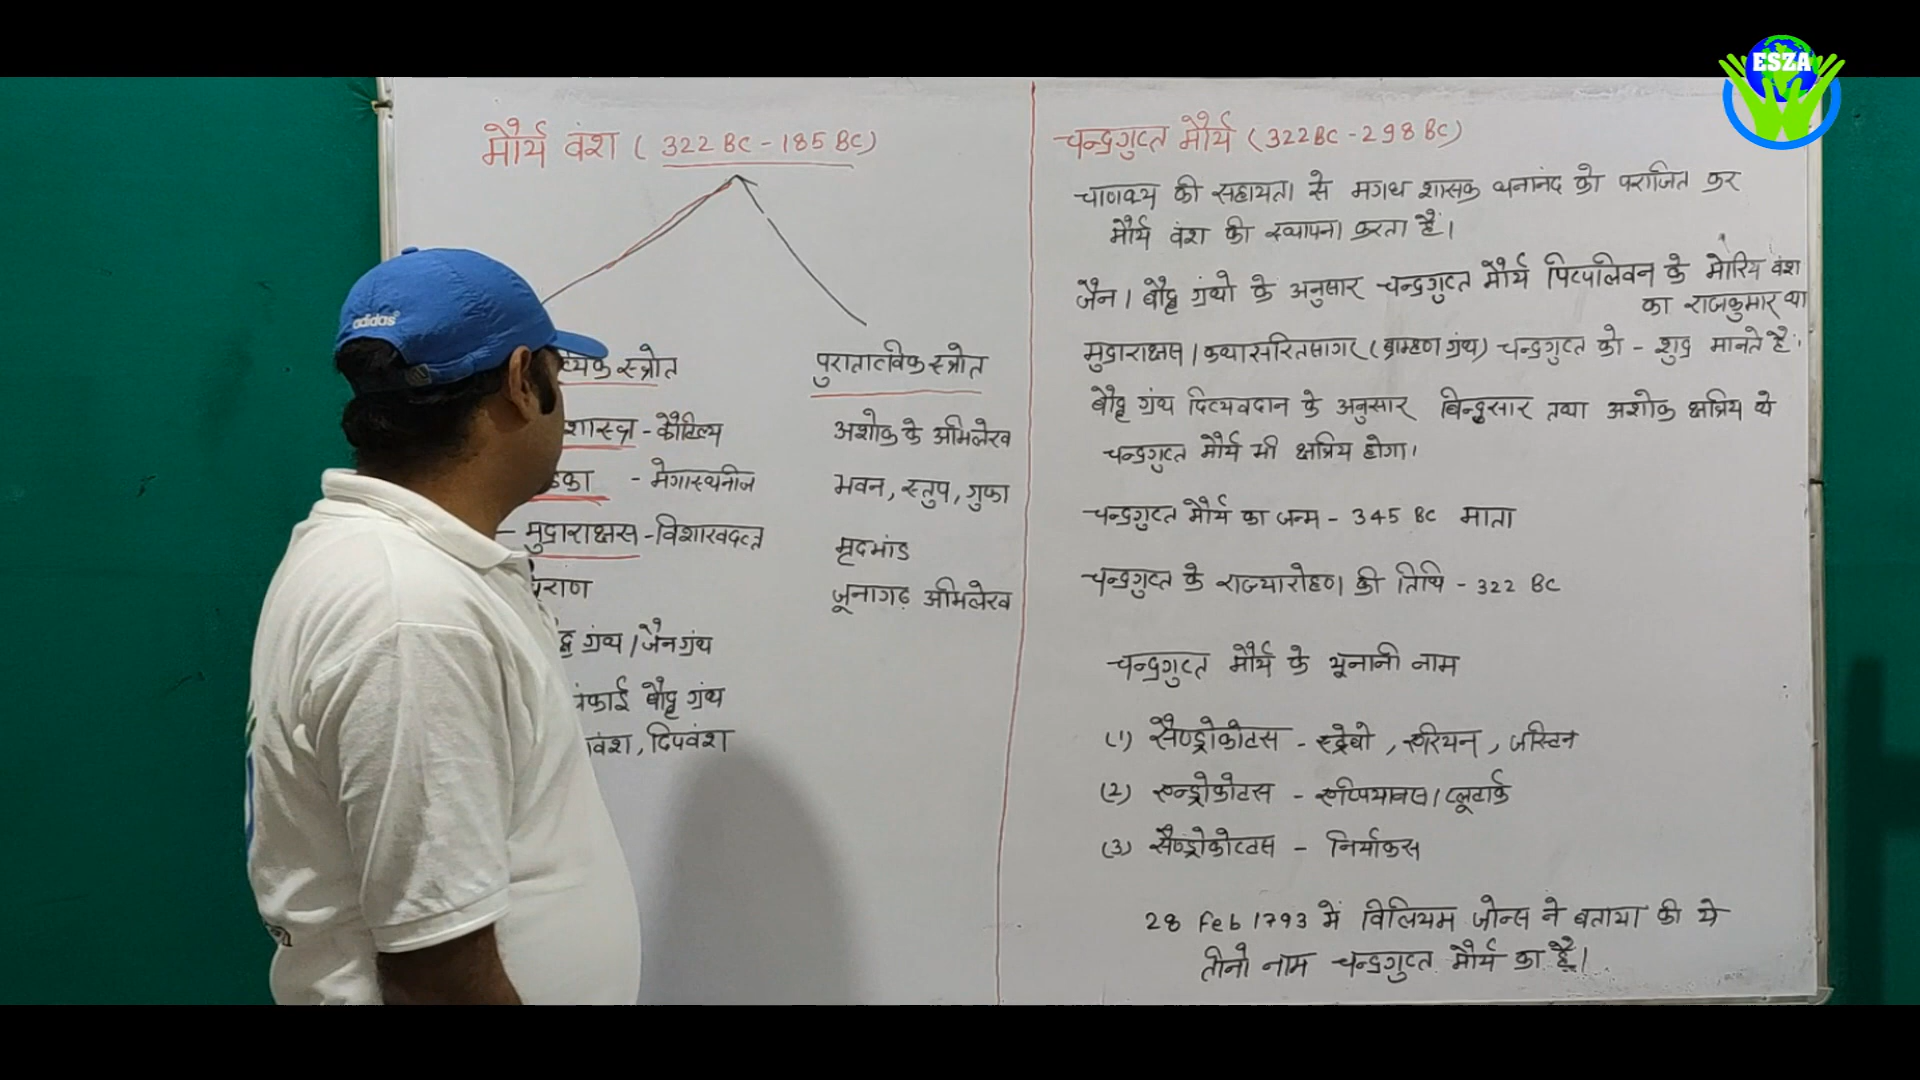 ESZA
मौर्य वंश ( 322 BC - 185 BC)
स्त्रोत
पुरातात्विक स्त्रोत
- कौटिल्य
- मेगास्थनीज
- मुद्राराक्षस - विशाखदत्त
ग्रंथ / जैन ग्रंथ
बौद्ध ग्रंथ
दिपवंश
अशोक के अभिलेख
भवन, स्तुप, गुफा
मृदभांड
जूनागढ़ अभिलेख
चन्द्रगुप्त मौर्य (322 BC - 298 BC)
चाणक्य की सहायता से मगध शासक धनानंद को पराजित कर
मौर्य वंश की स्थापना करता है।
जैन / बौद्ध ग्रंथो के अनुसार चन्द्रगुप्त मौर्य पिप्पलिवन के मोरिय वंश
का राजकुमार था
मुद्राराक्षस / कथासरितसागर (ब्राम्हण ग्रंथ) चन्द्रगुप्त को - शुद्र मानते है।
बौद्ध ग्रंथ दिव्यवदान के अनुसार बिन्दुसार तथा अशोक क्षत्रिय थे
चन्द्रगुप्त मौर्य भी क्षत्रिय होगा।
चन्द्रगुप्त मौर्य का जन्म - 345 BC माता
चन्द्रगुप्त के राज्यारोहण की तिथि - 322 BC
चन्द्रगुप्त मौर्य के यूनानी नाम
(1) सैण्ड्रोकोटस - स्ट्रेबो , एरियन , जस्टिन
(2) एन्ड्रोकोटस - एप्पियानस / प्लूटार्क
(3) सैण्ड्रोकोट्टस - निर्याकस
28 Feb 1793 में विलियम जोन्स ने बताया की ये
तीनो नाम चन्द्रगुप्त मौर्य का है।
adidas